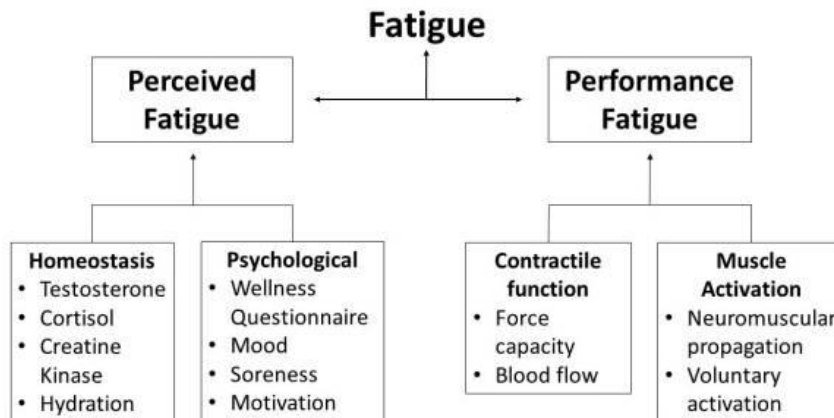 Fatigue
Perceived
Fatigue
Performance
Fatigue
Homeostasis
• Testosterone
• Cortisol
• Creatine
Kinase
• Hydration
Psychological
• Wellness
Questionnaire
• Mood
• Soreness
• Motivation
Contractile
function
• Force
capacity
• Blood flow
Muscle
Activation
• Neuromuscular
propagation
• Voluntary
activation